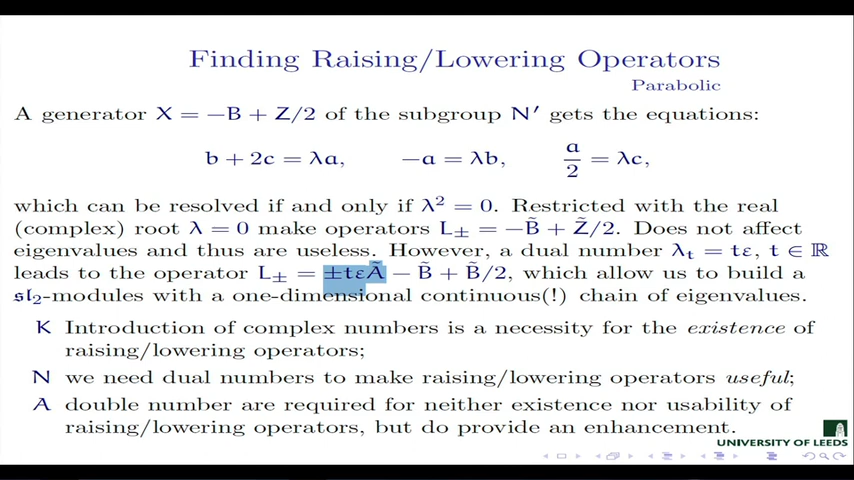 Finding Raising/Lowering Operators
Parabolic
A generator X = −B + Z/2 of the subgroup N′ gets the equations:
b + 2c = λa, −a = λb, a/2 = λc,
which can be resolved if and only if λ² = 0. Restricted with the real
(complex) root λ = 0 make operators L± = −B̃ + Z̃/2. Does not affect
eigenvalues and thus are useless. However, a dual number λₜ = tε, t ∈ ℝ
leads to the operator L± = ±tεÃ − B̃ + B̃/2, which allow us to build a
𝔰𝔩₂-modules with a one-dimensional continuous(!) chain of eigenvalues.
K Introduction of complex numbers is a necessity for the existence of
raising/lowering operators;
N we need dual numbers to make raising/lowering operators useful;
A double number are required for neither existence nor usability of
raising/lowering operators, but do provide an enhancement.
UNIVERSITY OF LEEDS